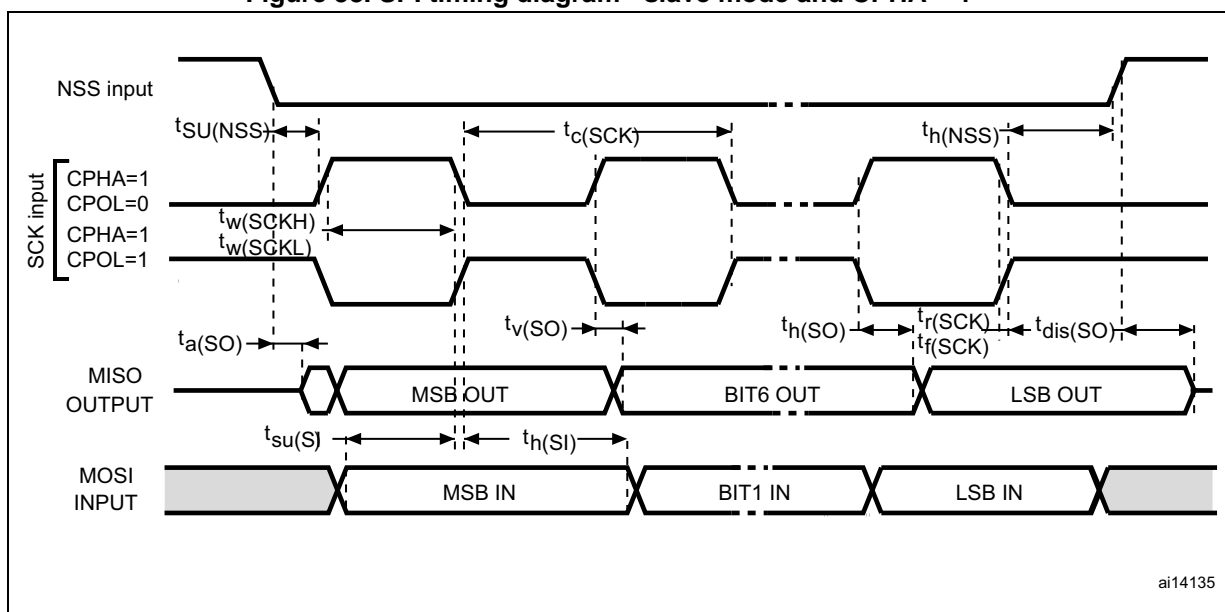 NSS input
tSU(NSS)
tc(SCK)
th(NSS)
SCK input
CPHA=1
CPOL=0
tw(SCKH)
CPHA=1
tw(SCKL)
CPOL=1
tv(SO)
ta(SO)
th(SO)
tr(SCK)
tf(SCK)
tdis(SO)
MISO
OUTPUT
MSB OUT
BIT6 OUT
LSB OUT
tsu(SI)
th(SI)
MOSI
INPUT
MSB IN
BIT1 IN
LSB IN
ai14135